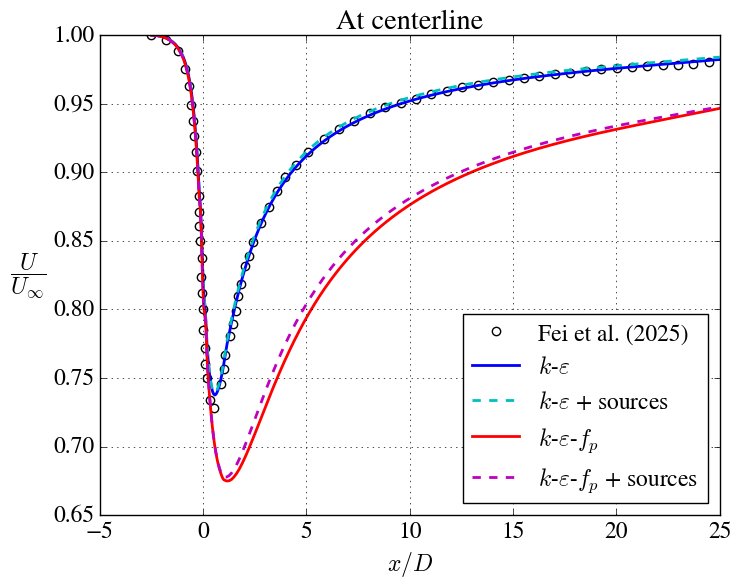 At centerline
1.00
0.95
0.90
0.85
0.80
0.75
0.70
0.65
U
U∞
−5
0
5
10
15
20
25
x/D
Fei et al. (2025)
k-ε
k-ε + sources
k-ε-fp
k-ε-fp + sources